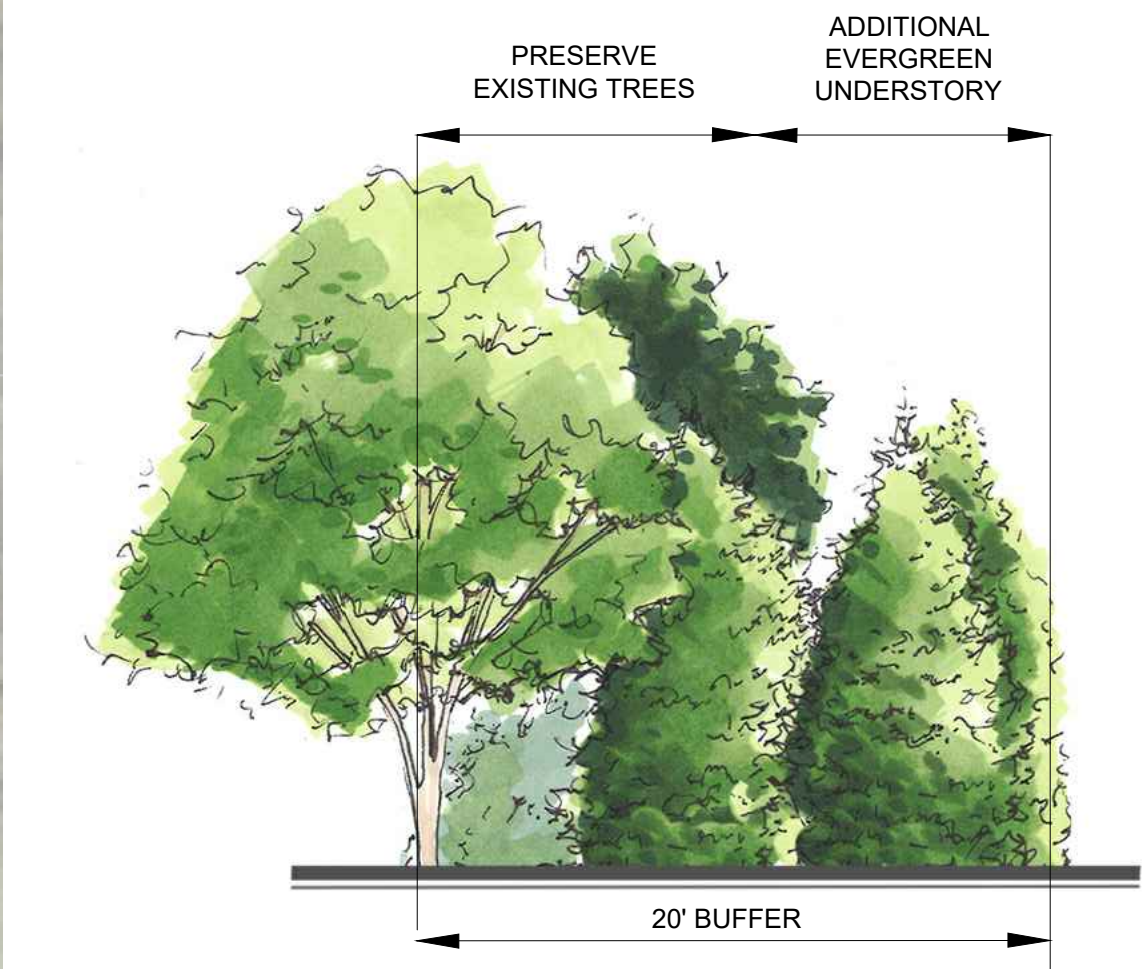 PRESERVE
EXISTING TREES
ADDITIONAL
EVERGREEN
UNDERSTORY
20' BUFFER